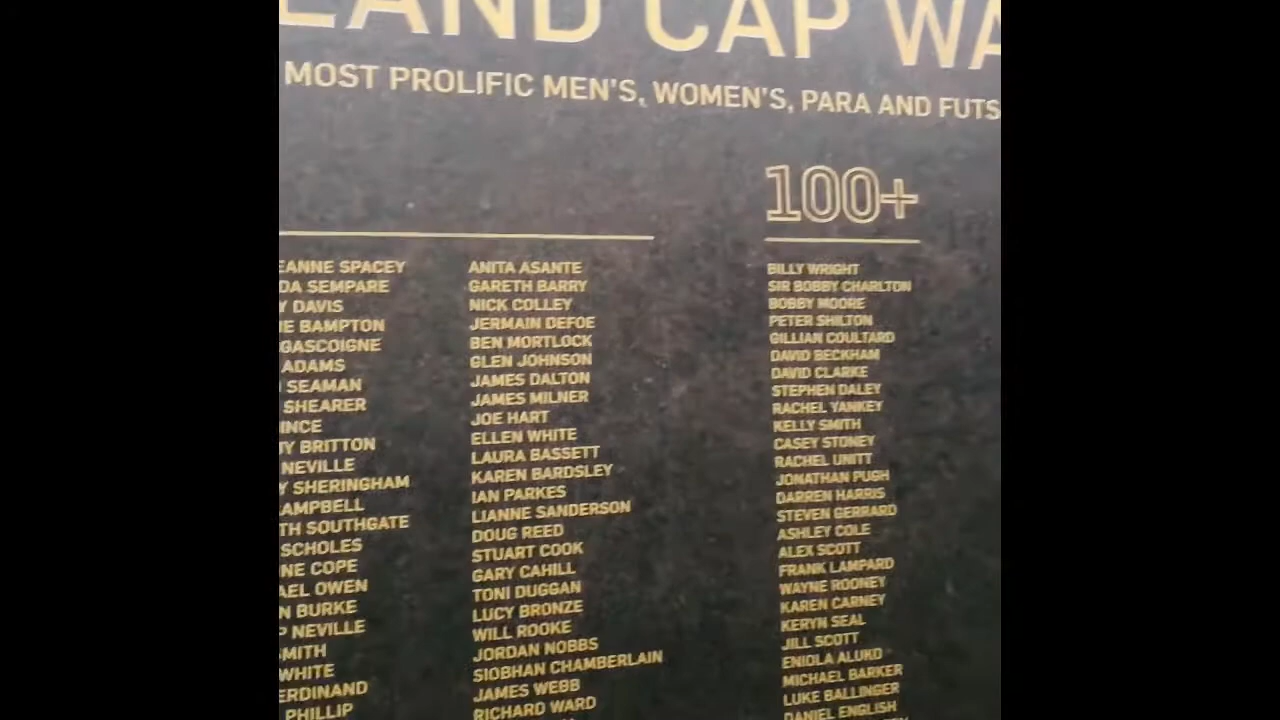 LAND CAP WA
MOST PROLIFIC MEN'S, WOMEN'S, PARA AND FUTS
100+
EANNE SPACEY
DA SEMPARE
Y DAVIS
IE BAMPTON
GASCOIGNE
ADAMS
SEAMAN
SHEARER
INCE
Y BRITTON
NEVILLE
Y SHERINGHAM
CAMPBELL
TH SOUTHGATE
SCHOLES
NE COPE
AEL OWEN
N BURKE
P NEVILLE
SMITH
WHITE
ERDINAND
PHILLIP
ANITA ASANTE
GARETH BARRY
NICK COLLEY
JERMAIN DEFOE
BEN MORTLOCK
GLEN JOHNSON
JAMES DALTON
JAMES MILNER
JOE HART
ELLEN WHITE
LAURA BASSETT
KAREN BARDSLEY
IAN PARKES
LIANNE SANDERSON
DOUG REED
STUART COOK
GARY CAHILL
TONI DUGGAN
LUCY BRONZE
WILL ROOKE
JORDAN NOBBS
SIOBHAN CHAMBERLAIN
JAMES WEBB
RICHARD WARD
BILLY WRIGHT
SIR BOBBY CHARLTON
BOBBY MOORE
PETER SHILTON
GILLIAN COULTARD
DAVID BECKHAM
DAVID CLARKE
STEPHEN DALEY
RACHEL YANKEY
KELLY SMITH
CASEY STONEY
RACHEL UNITT
JONATHAN PUGH
DARREN HARRIS
STEVEN GERRARD
ASHLEY COLE
ALEX SCOTT
FRANK LAMPARD
WAYNE ROONEY
KAREN CARNEY
KERYN SEAL
JILL SCOTT
ENIOLA ALUKO
MICHAEL BARKER
LUKE BALLINGER
DANIEL ENGLISH